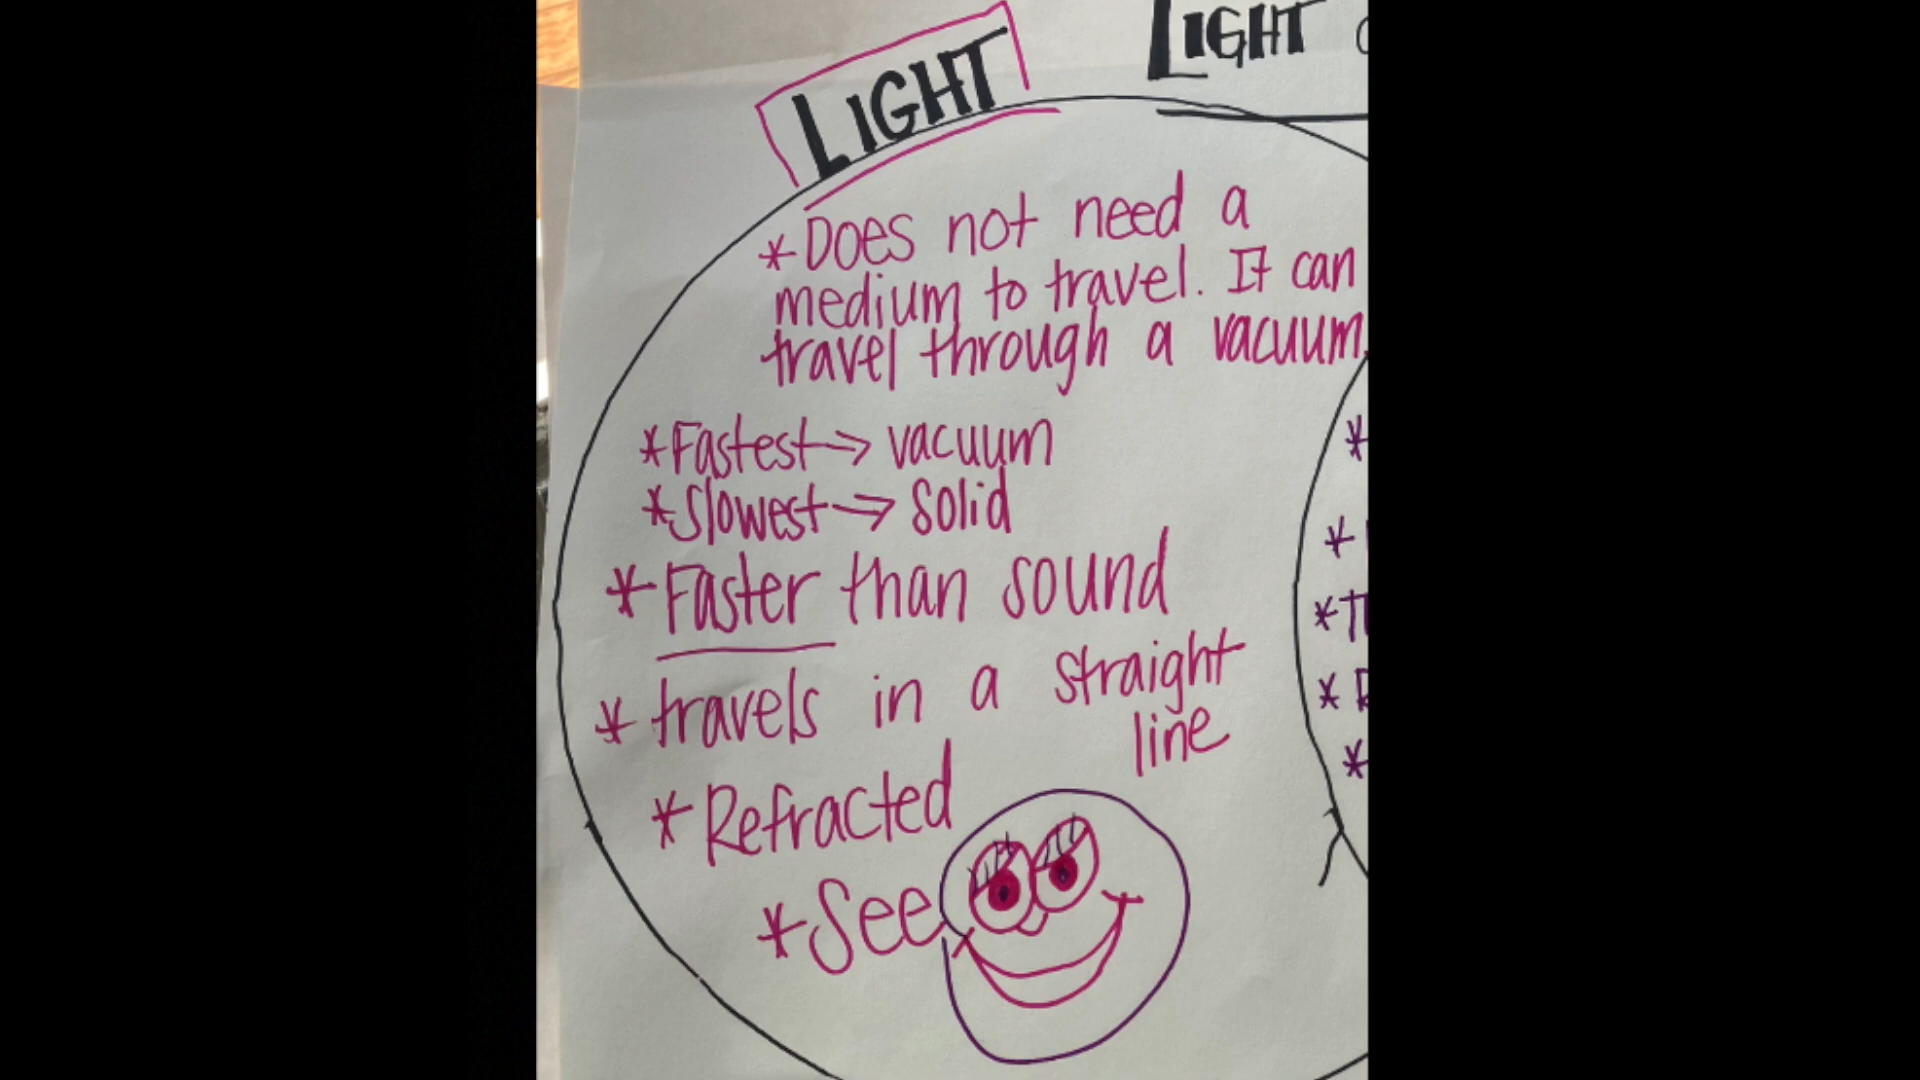 LIGHT
LIGHT
*Does not need a
medium to travel. It can
travel through a vacuum.
*Fastest→ vacuum
*Slowest→ solid
*Faster than sound
*travels in a straight
line
*Refracted
*See
*
*
*
*
*